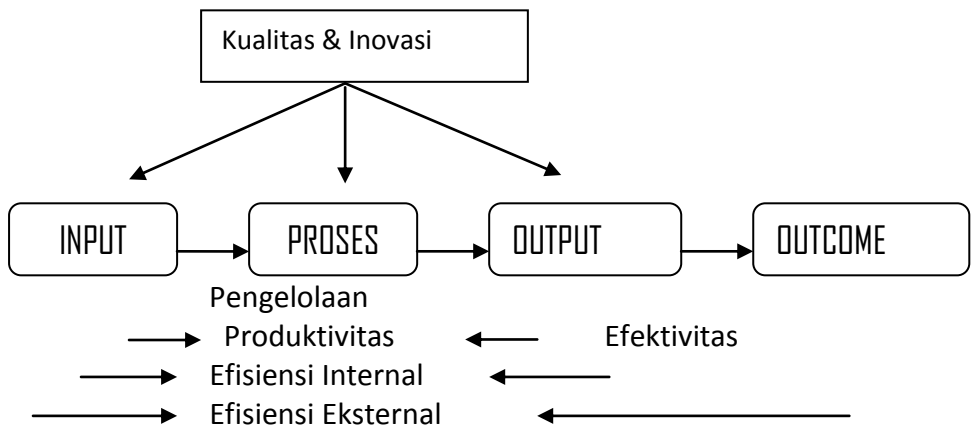 Kualitas & Inovasi
INPUT PROSES OUTPUT OUTCOME
Pengelolaan
Produktivitas Efektivitas
Efisiensi Internal
Efisiensi Eksternal